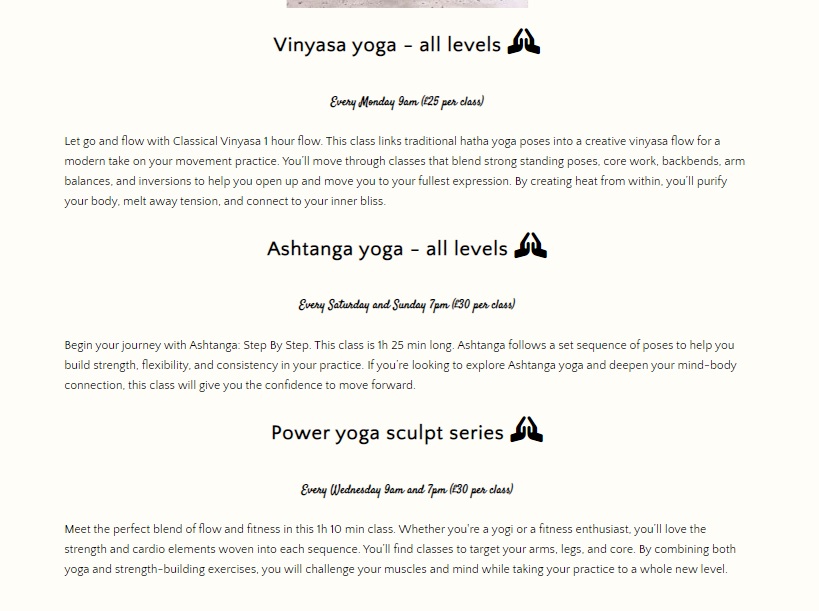 Vinyasa yoga - all levels
Every Monday 9am (£25 per class)
Let go and flow with Classical Vinyasa 1 hour flow. This class links traditional hatha yoga poses into a creative vinyasa flow for a
modern take on your movement practice. You'll move through classes that blend strong standing poses, core work, backbends, arm
balances, and inversions to help you open up and move you to your fullest expression. By creating heat from within, you'll purify
your body, melt away tension, and connect to your inner bliss.
Ashtanga yoga - all levels
Every Saturday and Sunday 7pm (£30 per class)
Begin your journey with Ashtanga: Step By Step. This class is 1h 25 min long. Ashtanga follows a set sequence of poses to help you
build strength, flexibility, and consistency in your practice. If you're looking to explore Ashtanga yoga and deepen your mind-body
connection, this class will give you the confidence to move forward.
Power yoga sculpt series
Every Wednesday 9am and 7pm (£30 per class)
Meet the perfect blend of flow and fitness in this 1h 10 min class. Whether you're a yogi or a fitness enthusiast, you'll love the
strength and cardio elements woven into each sequence. You'll find classes to target your arms, legs, and core. By combining both
yoga and strength-building exercises, you will challenge your muscles and mind while taking your practice to a whole new level.